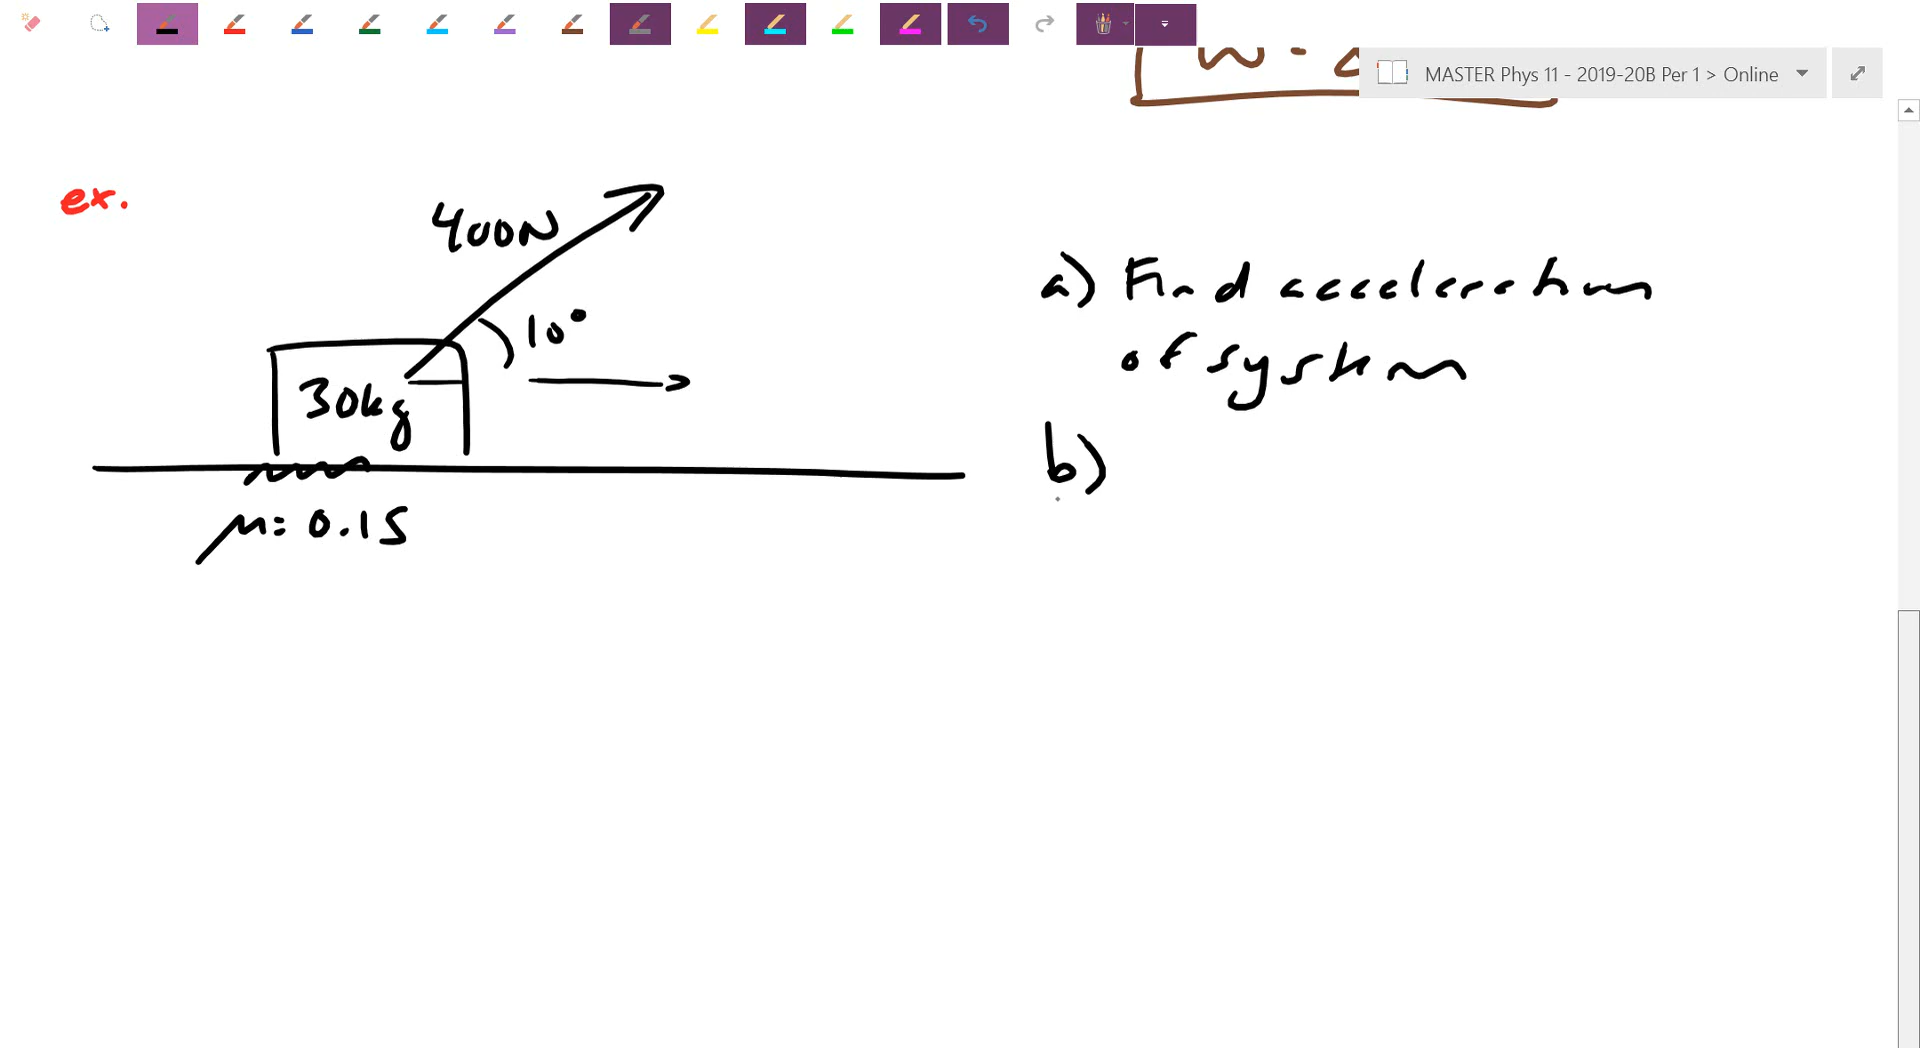 MASTER Phys 11 - 2019-20B Per 1 > Online
ex.
400N
10°
30kg
μ= 0.15
a) Find acceleration
of system
b)